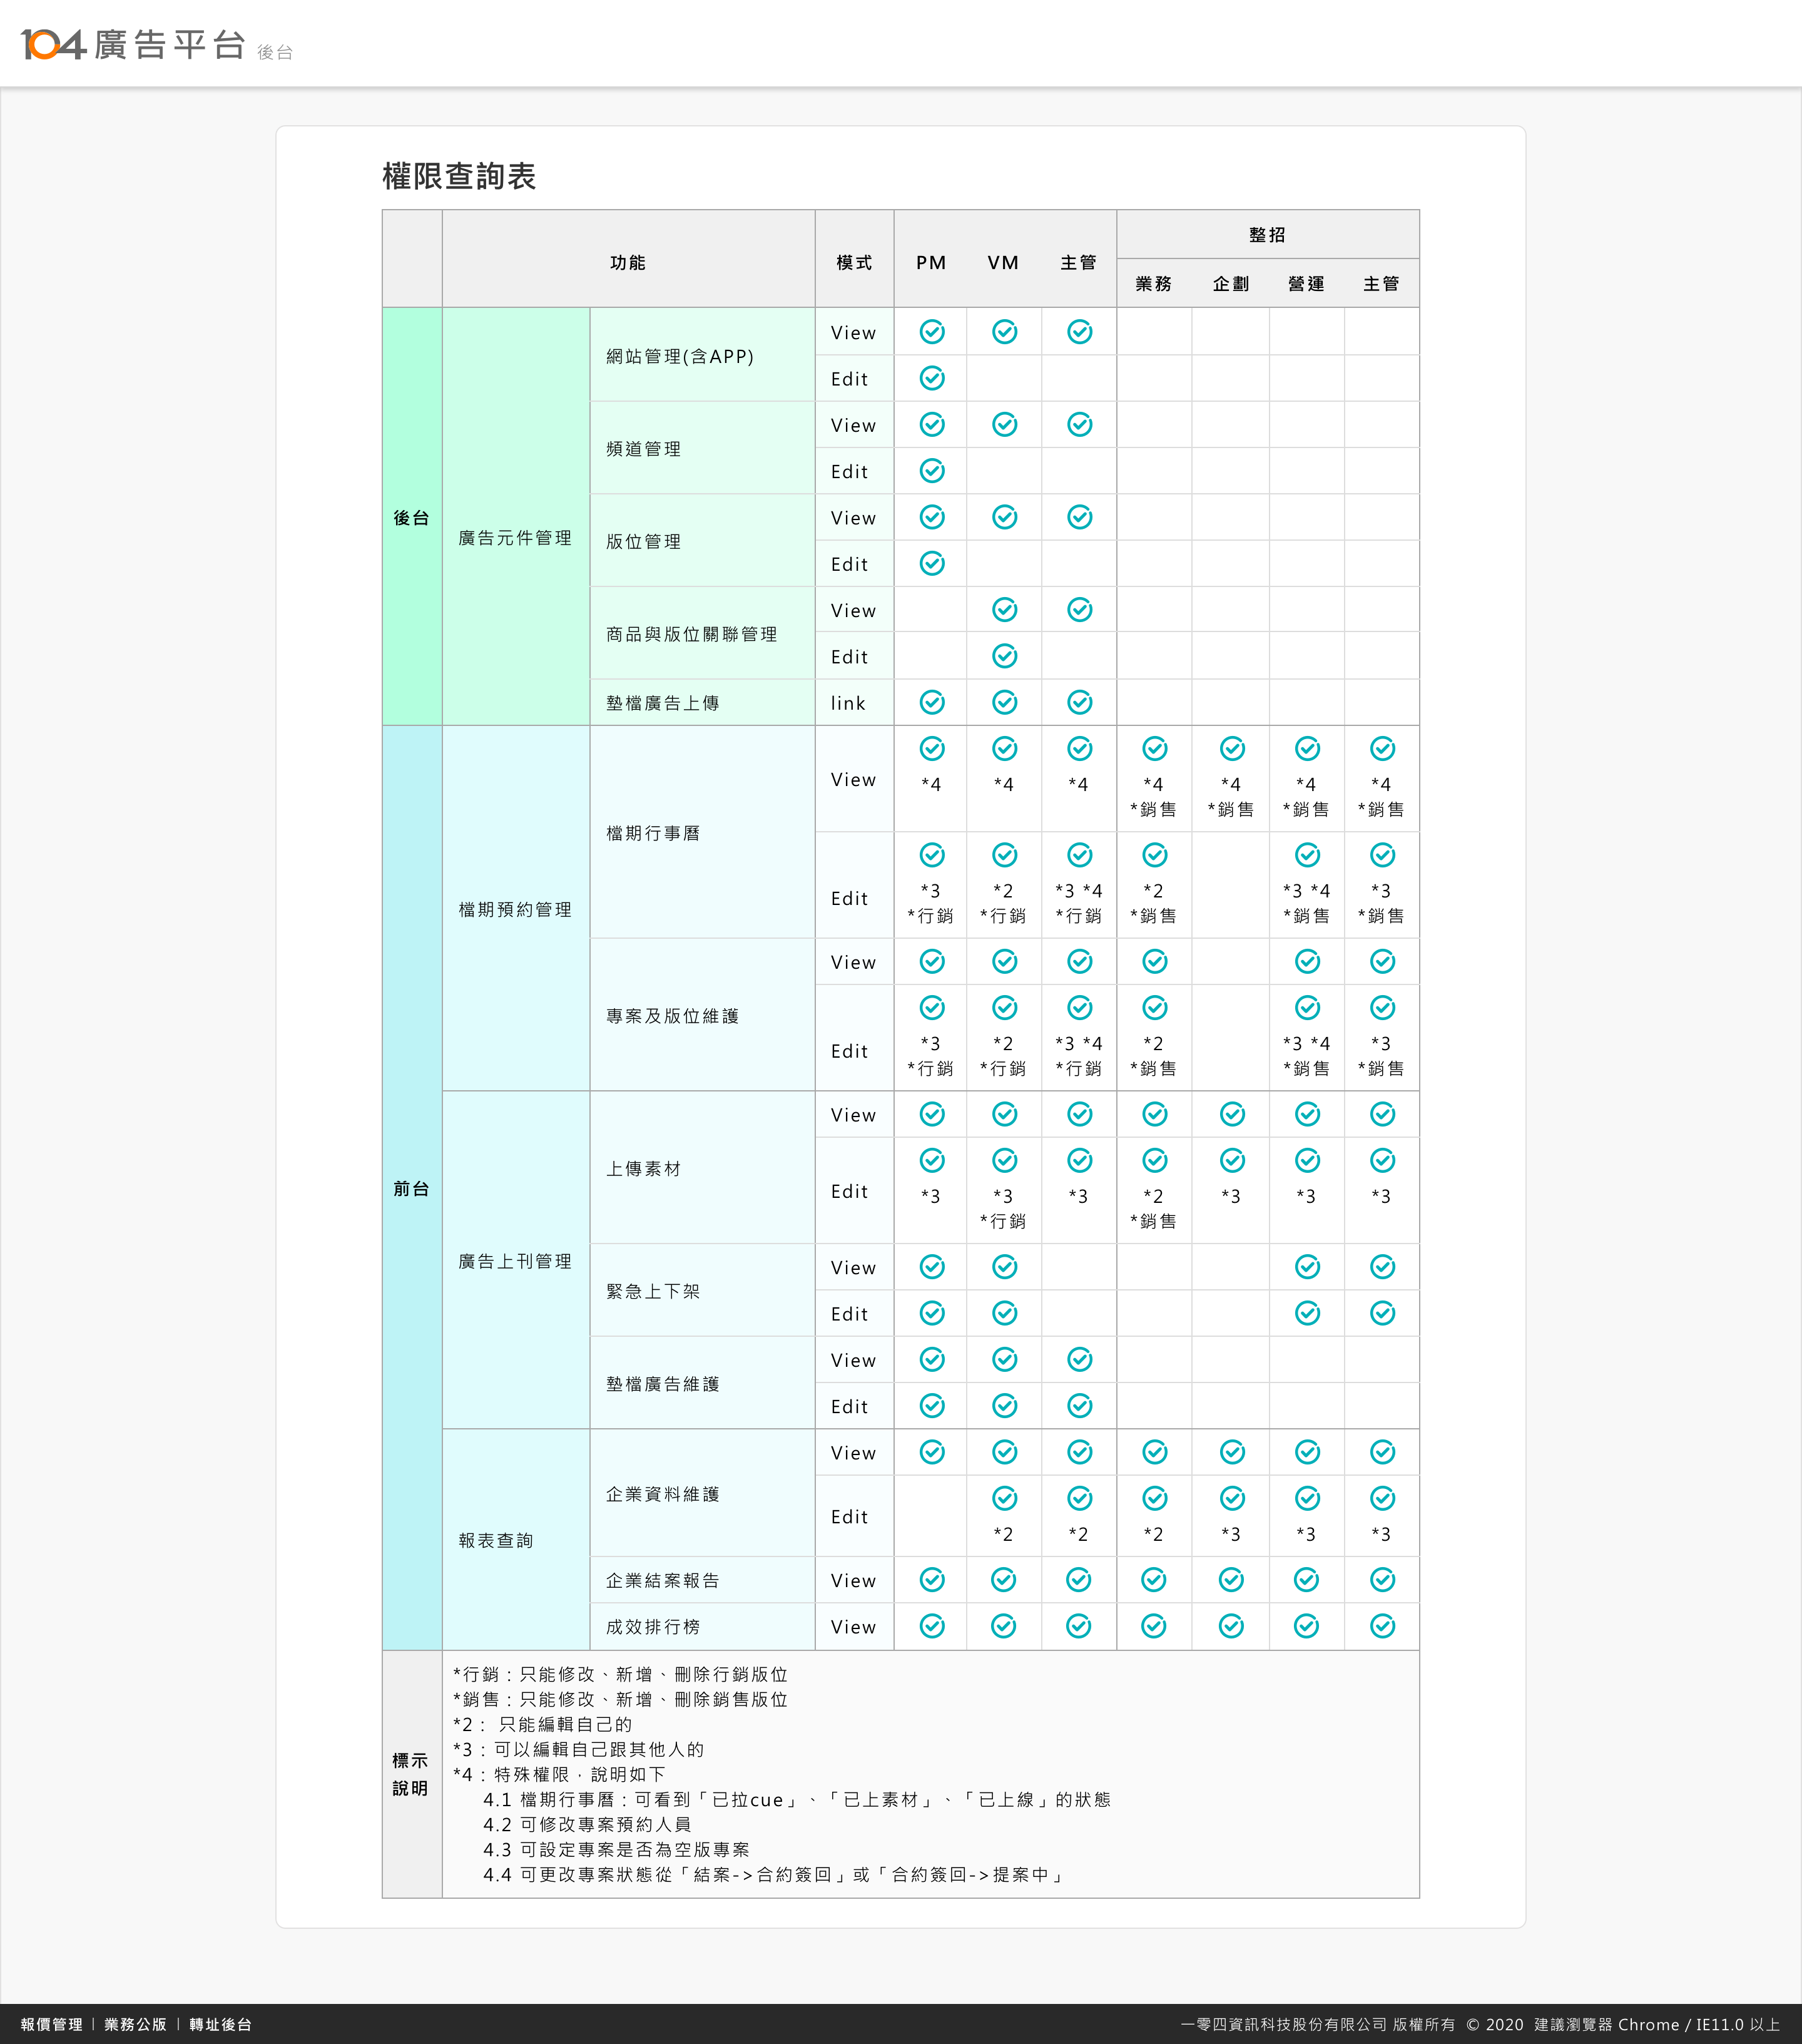 104 廣告平台 後台
權限查詢表
功能 模式 PM VM 主管 整招
業務 企劃 營運 主管
後台
廣告元件管理
網站管理(含APP)
View
Edit
頻道管理
View
Edit
版位管理
View
Edit
商品與版位關聯管理
View
Edit
墊檔廣告上傳 link
前台
檔期預約管理
檔期行事曆
View
*4 *4 *4 *4 *4 *4 *4
*銷售 *銷售 *銷售 *銷售
Edit
*3 *2 *3 *4 *2 *3 *4 *3
*行銷 *行銷 *行銷 *銷售 *銷售 *銷售
專案及版位維護
View
Edit
*3 *2 *3 *4 *2 *3 *4 *3
*行銷 *行銷 *行銷 *銷售 *銷售 *銷售
廣告上刊管理
上傳素材
View
Edit
*3 *3 *3 *2 *3 *3 *3
*行銷 *銷售
緊急上下架
View
Edit
墊檔廣告維護
View
Edit
報表查詢
企業資料維護
View
Edit
*2 *2 *2 *3 *3 *3
企業結案報告 View
成效排行榜 View
標示
說明
*行銷：只能修改、新增、刪除行銷版位
*銷售：只能修改、新增、刪除銷售版位
*2： 只能編輯自己的
*3：可以編輯自己跟其他人的
*4：特殊權限，說明如下
4.1 檔期行事曆：可看到「已拉cue」、「已上素材」、「已上線」的狀態
4.2 可修改專案預約人員
4.3 可設定專案是否為空版專案
4.4 可更改專案狀態從「結案->合約簽回」或「合約簽回->提案中」
報價管理 | 業務公版 | 轉址後台
一零四資訊科技股份有限公司 版權所有 © 2020 建議瀏覽器 Chrome / IE11.0 以上